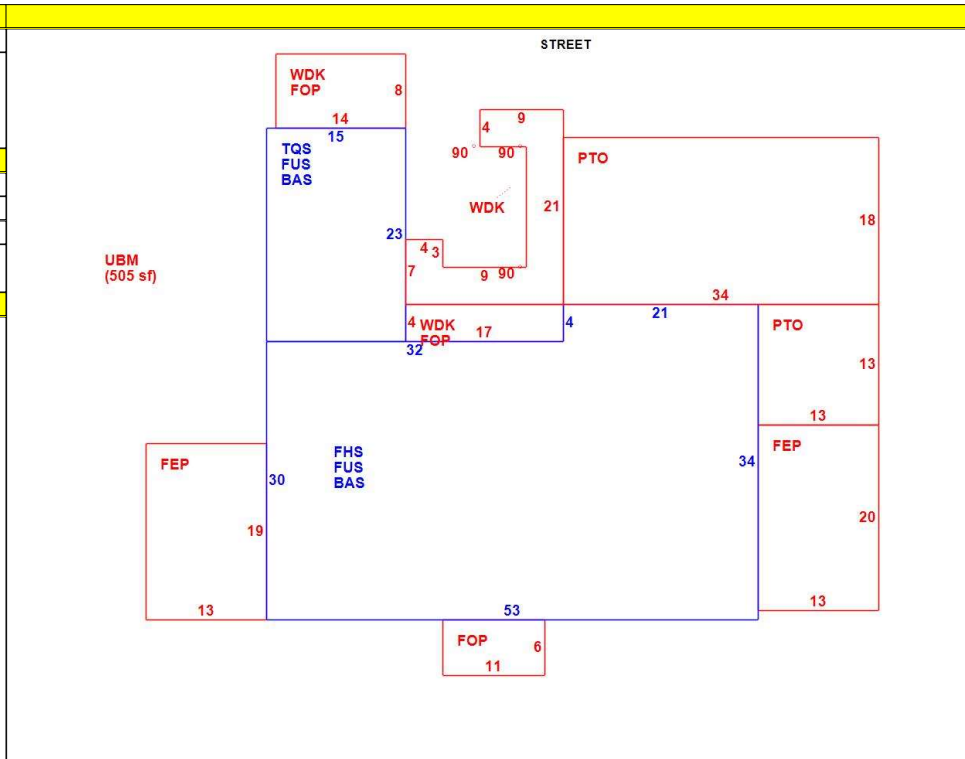 STREET
WDK
FOP
8
14
15
TQS
FUS
BAS
23
9
4
90
90
WDK
21
PTO
18
UBM
(505 sf)
4
3
7
9
90
34
4
WDK
FOP
17
4
21
32
PTO
13
13
FEP
19
13
FHS
FUS
BAS
30
34
FEP
20
13
53
FOP
6
11